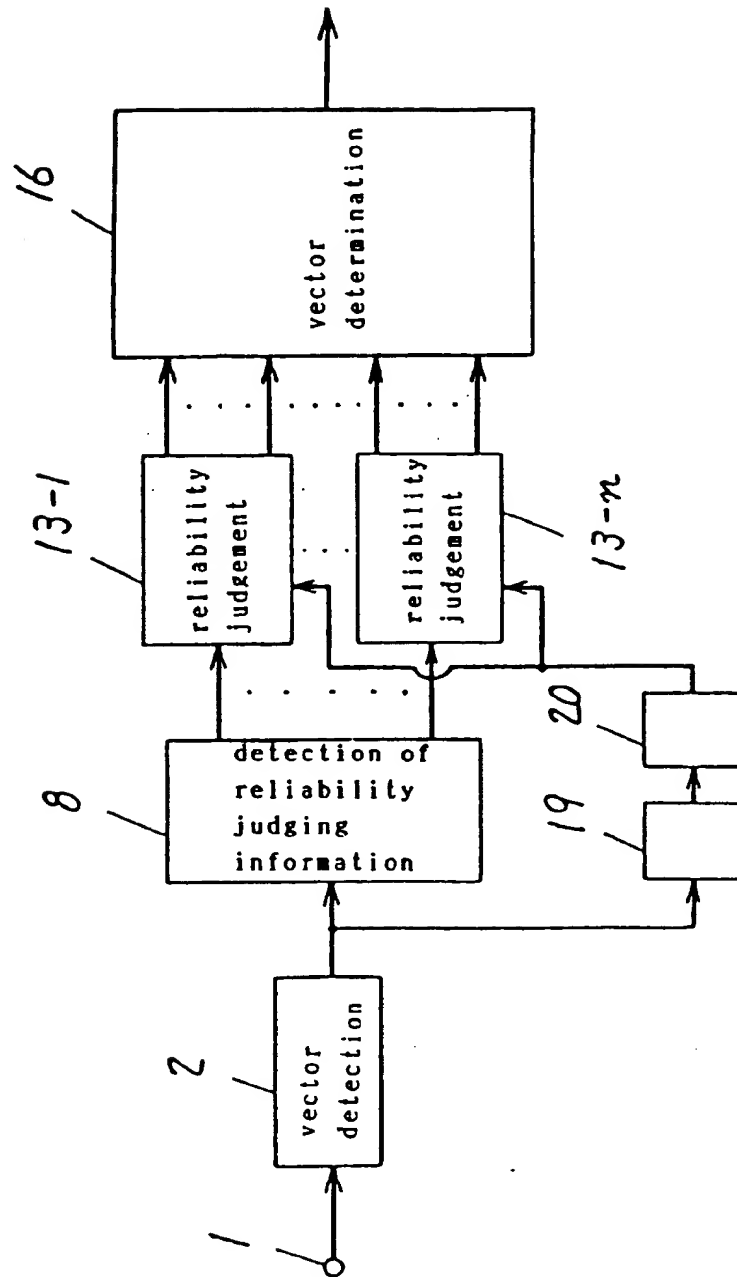 1
2
vector
detection
8
detection of
reliability
judging
information
19
20
13-1
reliability
judgement
13-n
reliability
judgement
16
vector
determination